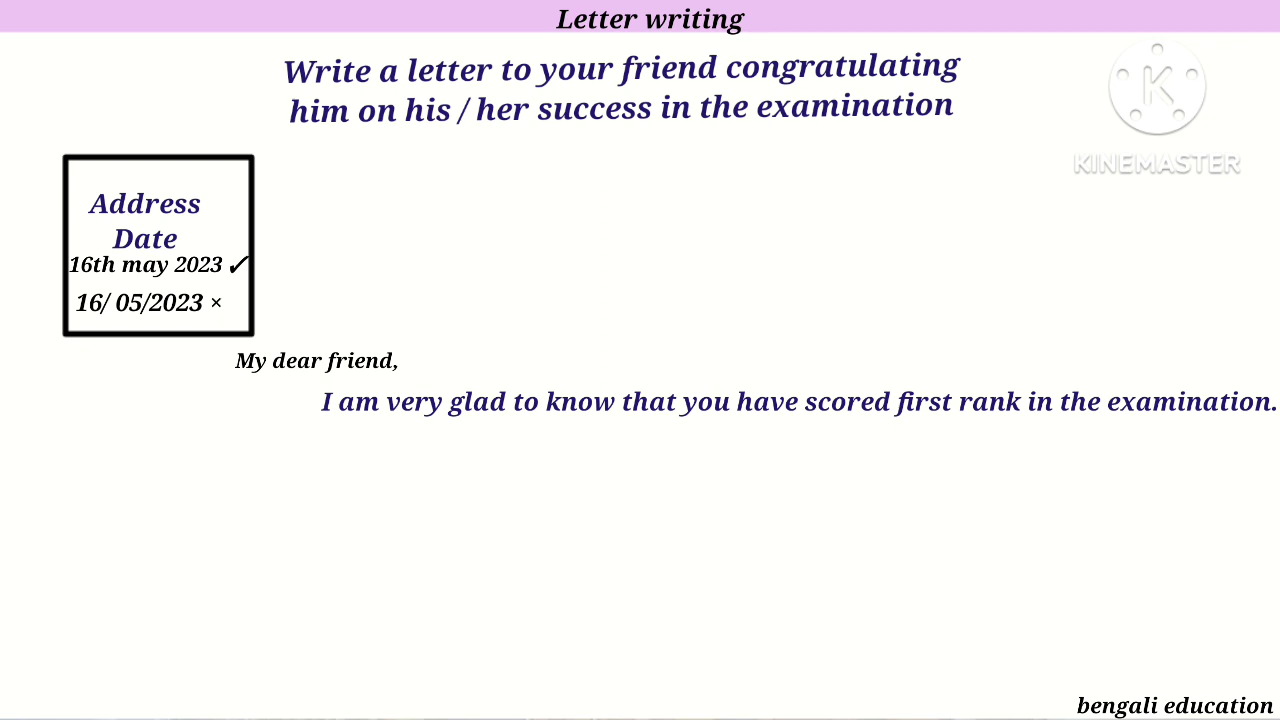 Letter writing
Write a letter to your friend congratulating
him on his / her success in the examination
KINEMASTER
Address
Date
16th may 2023 ✓
16/ 05/2023 ×
My dear friend,
I am very glad to know that you have scored first rank in the examination.
bengali education